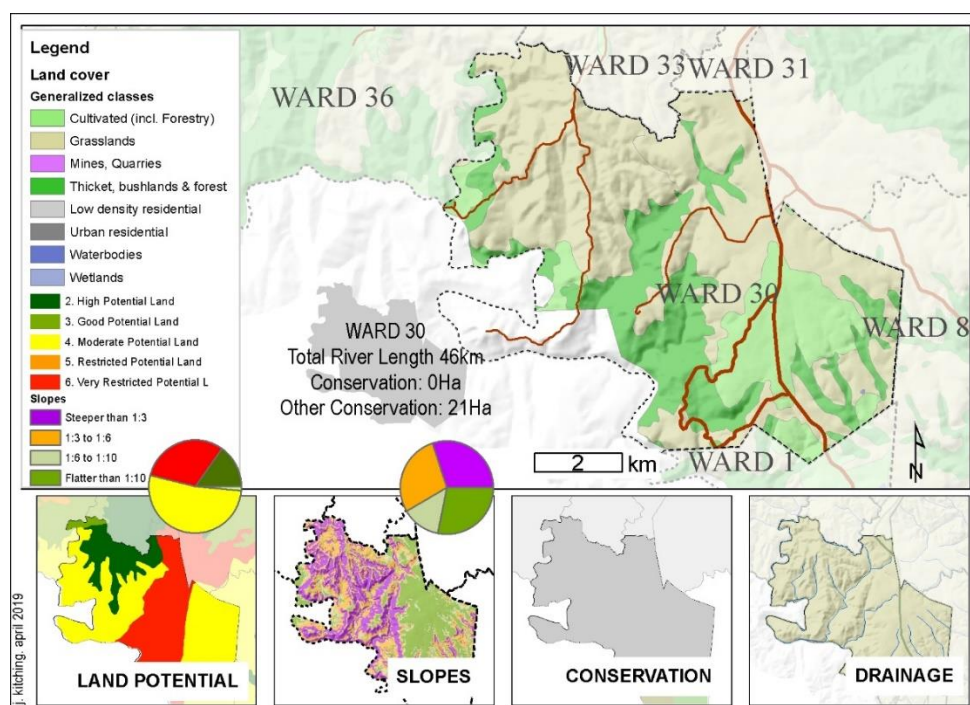 Legend
Land cover
Generalized classes
Cultivated (incl. Forestry)
Grasslands
Mines, Quarries
Thicket, bushlands & forest
Low density residential
Urban residential
Waterbodies
Wetlands
2. High Potential Land
3. Good Potential Land
4. Moderate Potential Land
5. Restricted Potential Land
6. Very Restricted Potential L
Slopes
Steeper than 1:3
1:3 to 1:6
1:6 to 1:10
Flatter than 1:10
WARD 36
WARD 33
WARD 31
WARD 30
WARD 8
WARD 1
WARD 30
Total River Length 46km
Conservation: 0Ha
Other Conservation: 21Ha
2 km
N
LAND POTENTIAL
SLOPES
CONSERVATION
DRAINAGE
j. kitching. april 2019